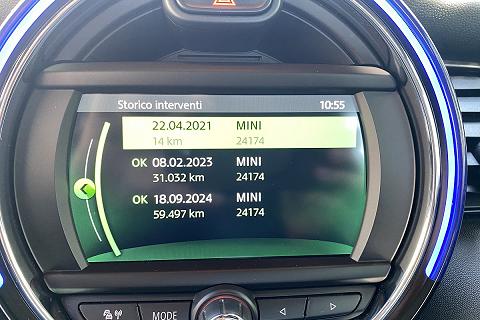 Storico interventi 10:55
22.04.2021 MINI
14 km 24174
OK 08.02.2023 MINI
31.032 km 24174
OK 18.09.2024 MINI
59.497 km 24174
MODE